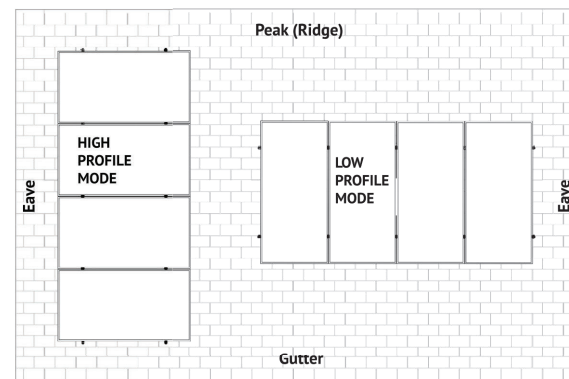 Peak (Ridge)
HIGH
PROFILE
MODE
LOW
PROFILE
MODE
Eave
Eave
Gutter